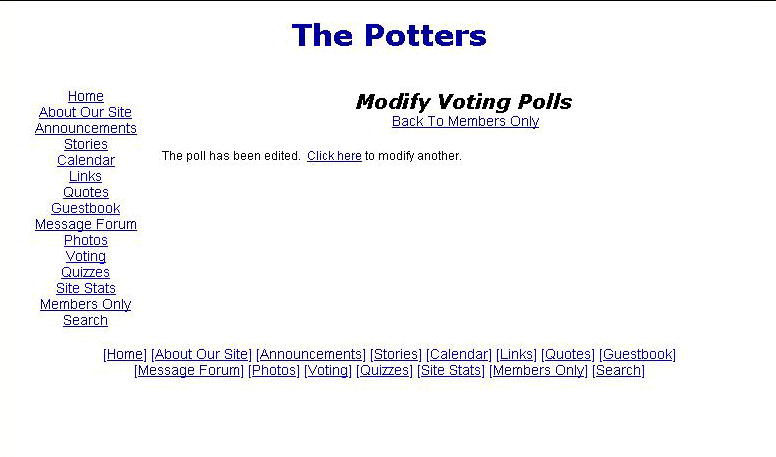 The Potters
Home
About Our Site
Announcements
Stories
Calendar
Links
Quotes
Guestbook
Message Forum
Photos
Voting
Quizzes
Site Stats
Members Only
Search
Modify Voting Polls
Back To Members Only
The poll has been edited.  Click here to modify another.
[Home] [About Our Site] [Announcements] [Stories] [Calendar] [Links] [Quotes] [Guestbook]
[Message Forum] [Photos] [Voting] [Quizzes] [Site Stats] [Members Only] [Search]